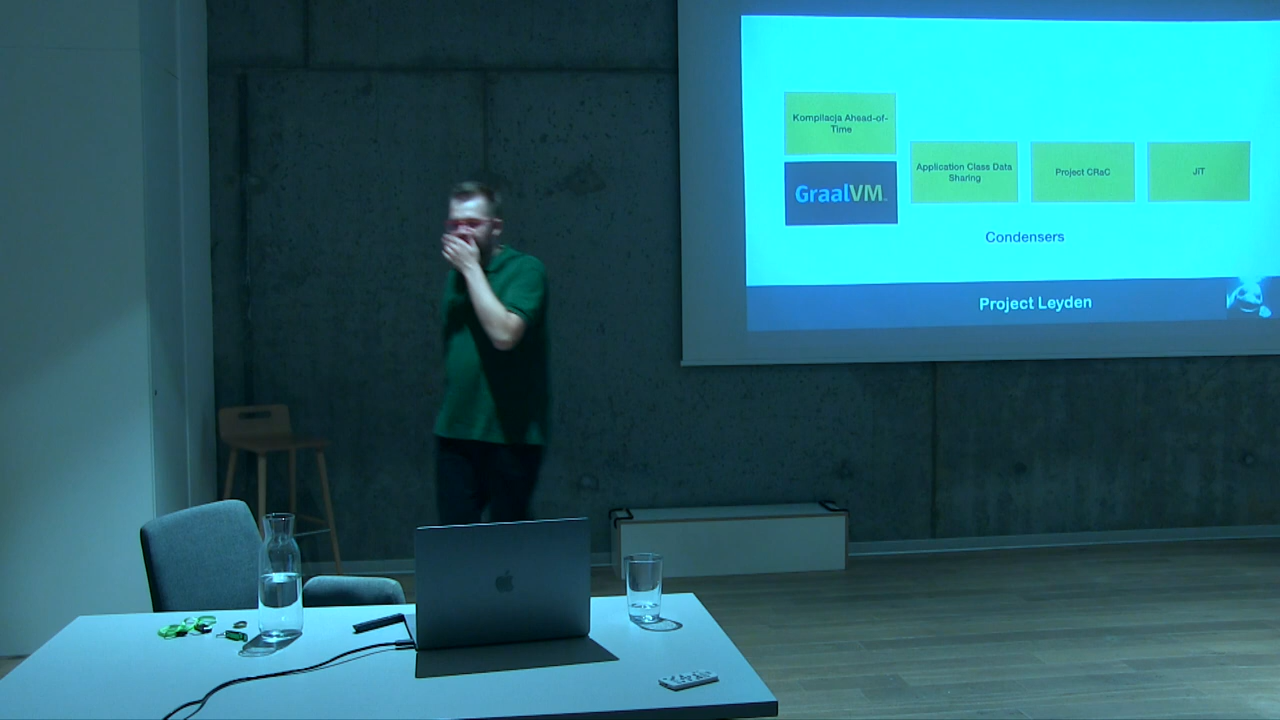 Kompilacja Ahead-of-
Time
GraalVM
Application Class Data
Sharing
Project CRaC
JIT
Condensers
Project Leyden